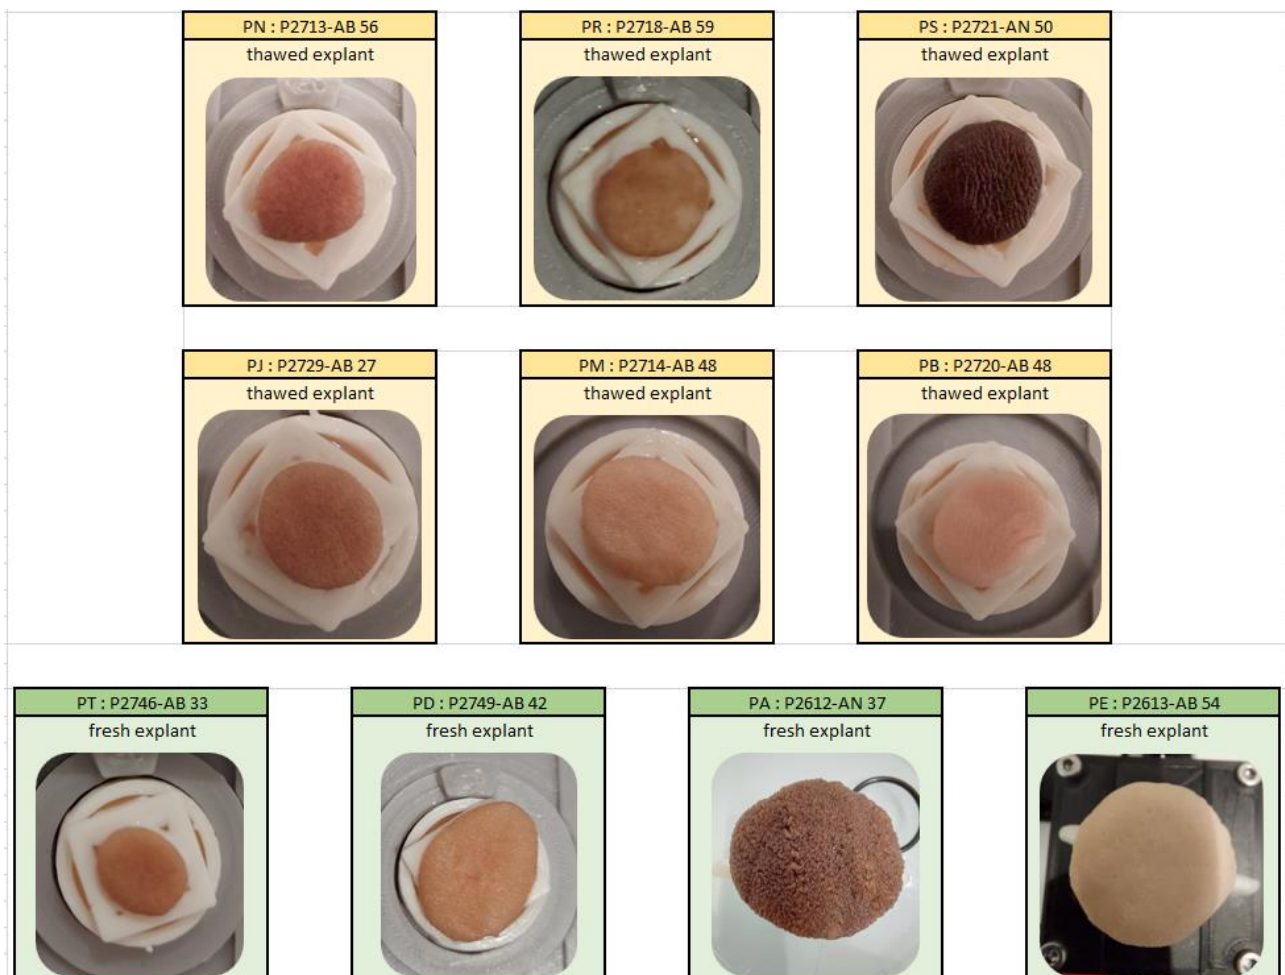 PN : P2713-AB 56
thawed explant
PR : P2718-AB 59
thawed explant
PS : P2721-AN 50
thawed explant
PJ : P2729-AB 27
thawed explant
PM : P2714-AB 48
thawed explant
PB : P2720-AB 48
thawed explant
PT : P2746-AB 33
fresh explant
PD : P2749-AB 42
fresh explant
PA : P2612-AN 37
fresh explant
PE : P2613-AB 54
fresh explant